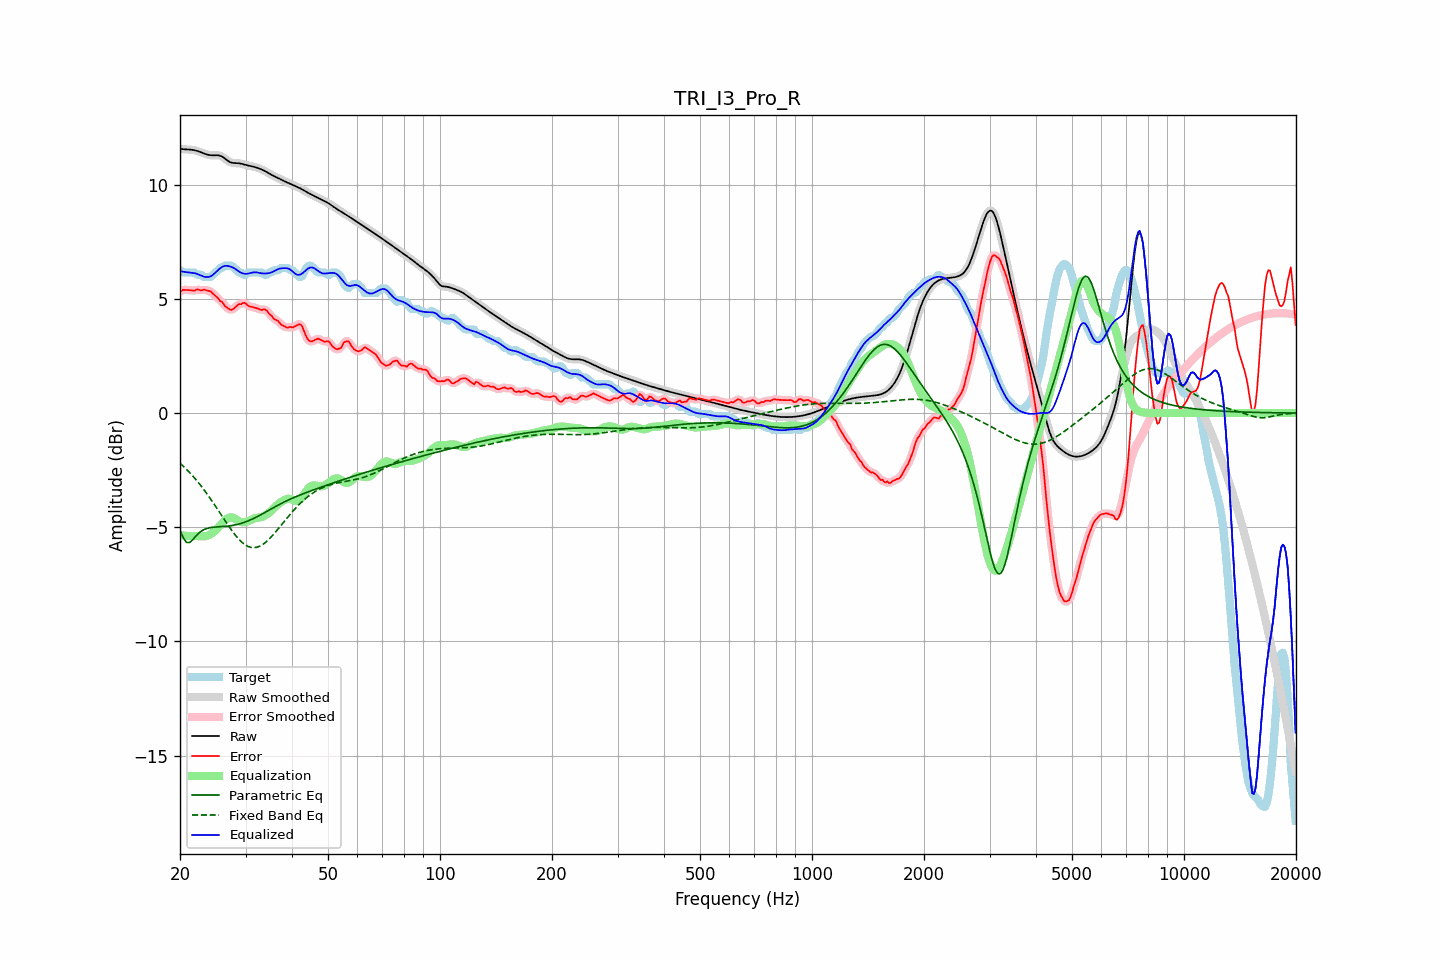 TRI_I3_Pro_R
Amplitude (dBr)
10
5
0
−5
−10
−15
Target
Raw Smoothed
Error Smoothed
Raw
Error
Equalization
Parametric Eq
Fixed Band Eq
Equalized
20 50 100 200 500 1000 2000 5000 10000 20000
Frequency (Hz)